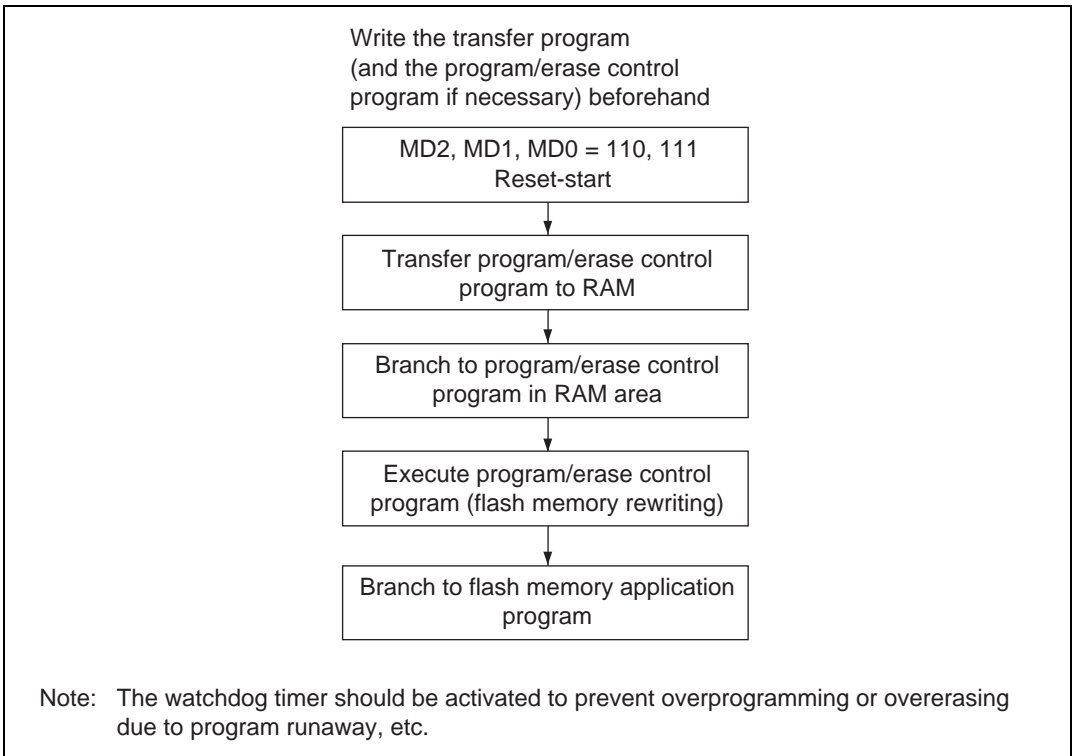 Write the transfer program
(and the program/erase control
program if necessary) beforehand
MD2, MD1, MD0 = 110, 111
Reset-start
Transfer program/erase control
program to RAM
Branch to program/erase control
program in RAM area
Execute program/erase control
program (flash memory rewriting)
Branch to flash memory application
program
Note: The watchdog timer should be activated to prevent overprogramming or overerasing
due to program runaway, etc.